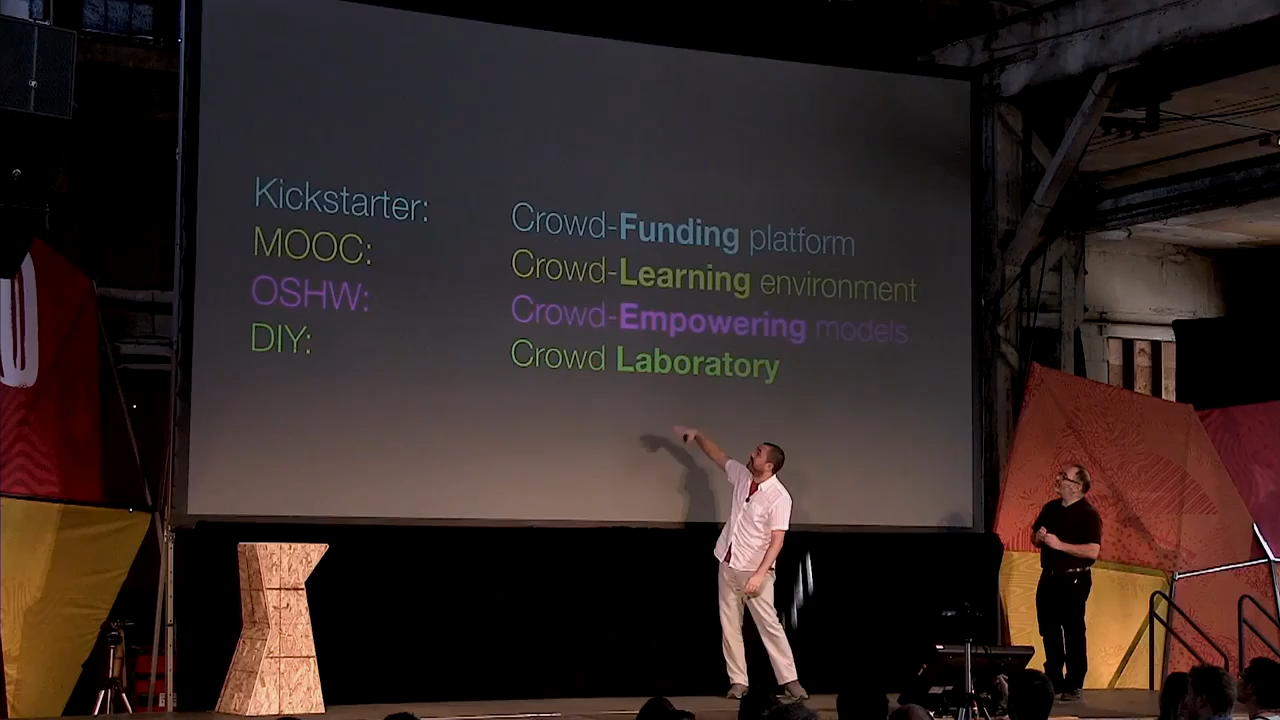 Kickstarter: Crowd-Funding platform
MOOC: Crowd-Learning environment
OSHW: Crowd-Empowering models
DIY: Crowd Laboratory